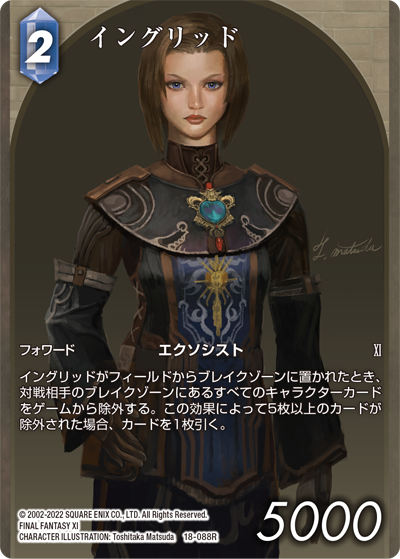 2
イングリッド
T. matsuda
フォワード エクソシスト XI
イングリッドがフィールドからブレイクゾーンに置かれたとき、
対戦相手のブレイクゾーンにあるすべてのキャラクターカード
をゲームから除外する。この効果によって5枚以上のカードが
除外された場合、カードを1枚引く。
© 2002-2022 SQUARE ENIX CO., LTD. All Rights Reserved.
FINAL FANTASY XI
CHARACTER ILLUSTRATION: Toshitaka Matsuda 18-088R
5000